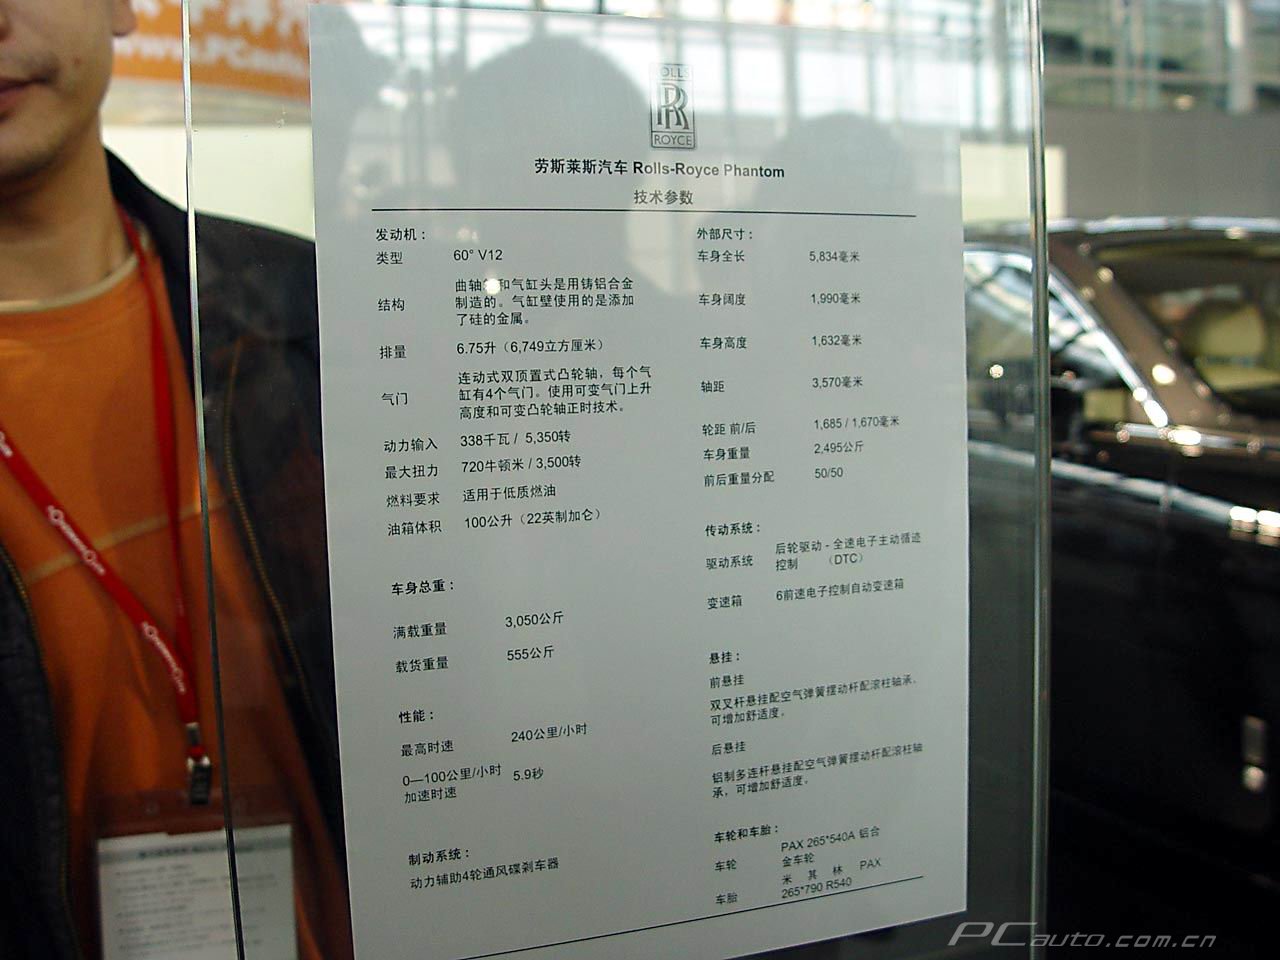 ROLLS
RR
ROYCE
劳斯莱斯汽车 Rolls-Royce Phantom
技术参数
发动机：
类型 60° V12
结构 曲轴 和气缸头是用铸铝合金
制造的。气缸壁使用的是添加
了硅的金属。
排量 6.75升（6,749立方厘米）
气门 连动式双顶置式凸轮轴，每个气
缸有4个气门。使用可变气门上升
高度和可变凸轮轴正时技术。
动力输入 338千瓦 / 5,350转
最大扭力 720牛顿米 / 3,500转
燃料要求 适用于低质燃油
油箱体积 100公升（22英制加仑）
车身总重：
满载重量 3,050公斤
载货重量 555公斤
性能：
最高时速 240公里/小时
0—100公里/小时 5.9秒
加速时速
制动系统：
动力辅助4轮通风碟刹车器
外部尺寸：
车身全长 5,834毫米
车身阔度 1,990毫米
车身高度 1,632毫米
轴距 3,570毫米
轮距 前/后 1,685 / 1,670毫米
车身重量 2,495公斤
前后重量分配 50/50
传动系统：
驱动系统 后轮驱动 - 全速电子主动循迹
控制 （DTC）
变速箱 6前速电子控制自动变速箱
悬挂：
前悬挂
双叉杆悬挂配空气弹簧摆动杆配滚柱轴承，
可增加舒适度。
后悬挂
铝制多连杆悬挂配空气弹簧摆动杆配滚柱轴
承，可增加舒适度。
车轮和车胎：
车轮 PAX 265*540A 铝合
金车轮
车胎 米 其 林 PAX
265*790 R540
PCauto.com.cn